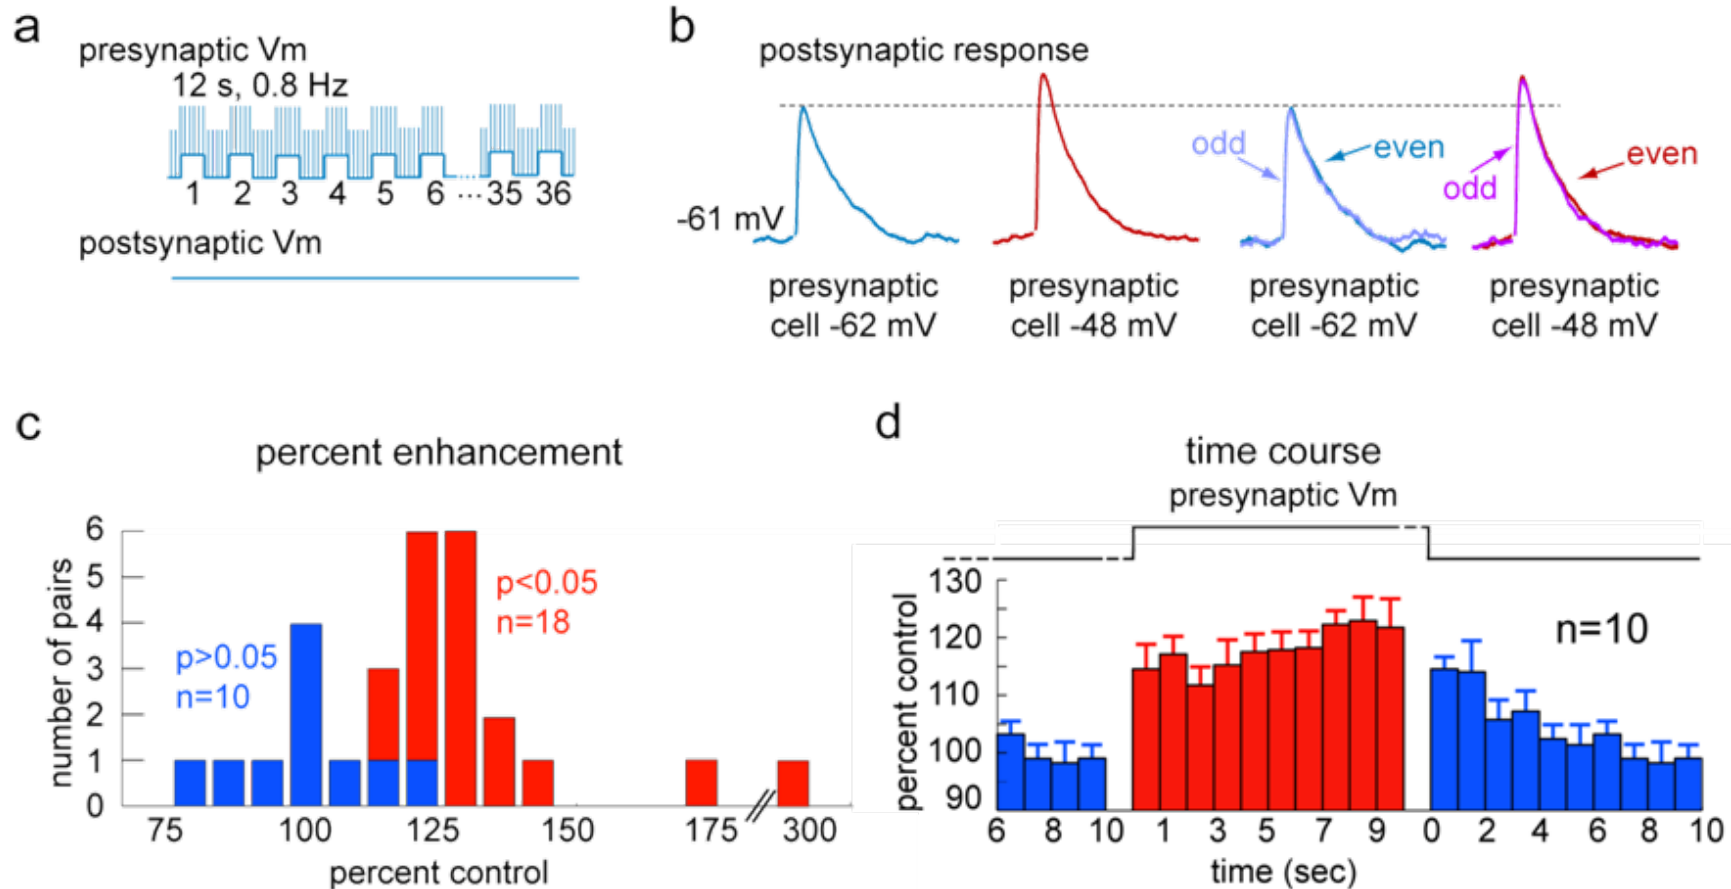 a
presynaptic Vm
12 s, 0.8 Hz
1 2 3 4 5 6 ... 35 36
postsynaptic Vm
b
postsynaptic response
odd
even
odd
even
-61 mV
presynaptic
cell -62 mV
presynaptic
cell -48 mV
presynaptic
cell -62 mV
presynaptic
cell -48 mV
c
percent enhancement
6
5
4
3
2
1
0
number of pairs
p>0.05
n=10
p<0.05
n=18
75 100 125 150 175 300
percent control
d
time course
presynaptic Vm
130
120
110
100
90
percent control
n=10
6 8 10 1 3 5 7 9 0 2 4 6 8 10
time (sec)